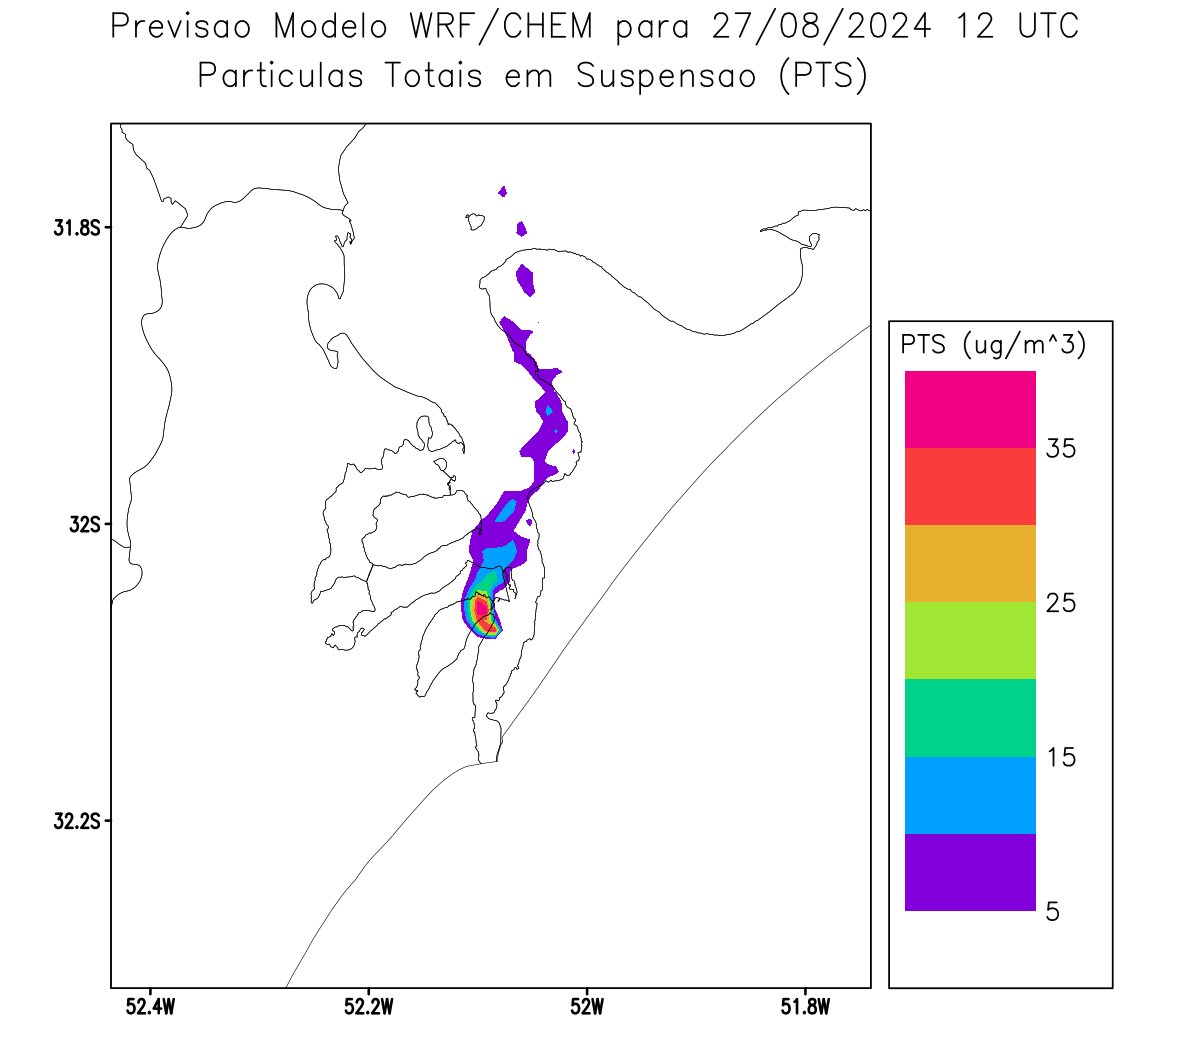 Previsao Modelo WRF/CHEM para 27/08/2024 12 UTC
Particulas Totais em Suspensao (PTS)
31.8S
32S
32.2S
52.4W
52.2W
52W
51.8W
PTS (ug/m^3)
35
25
15
5